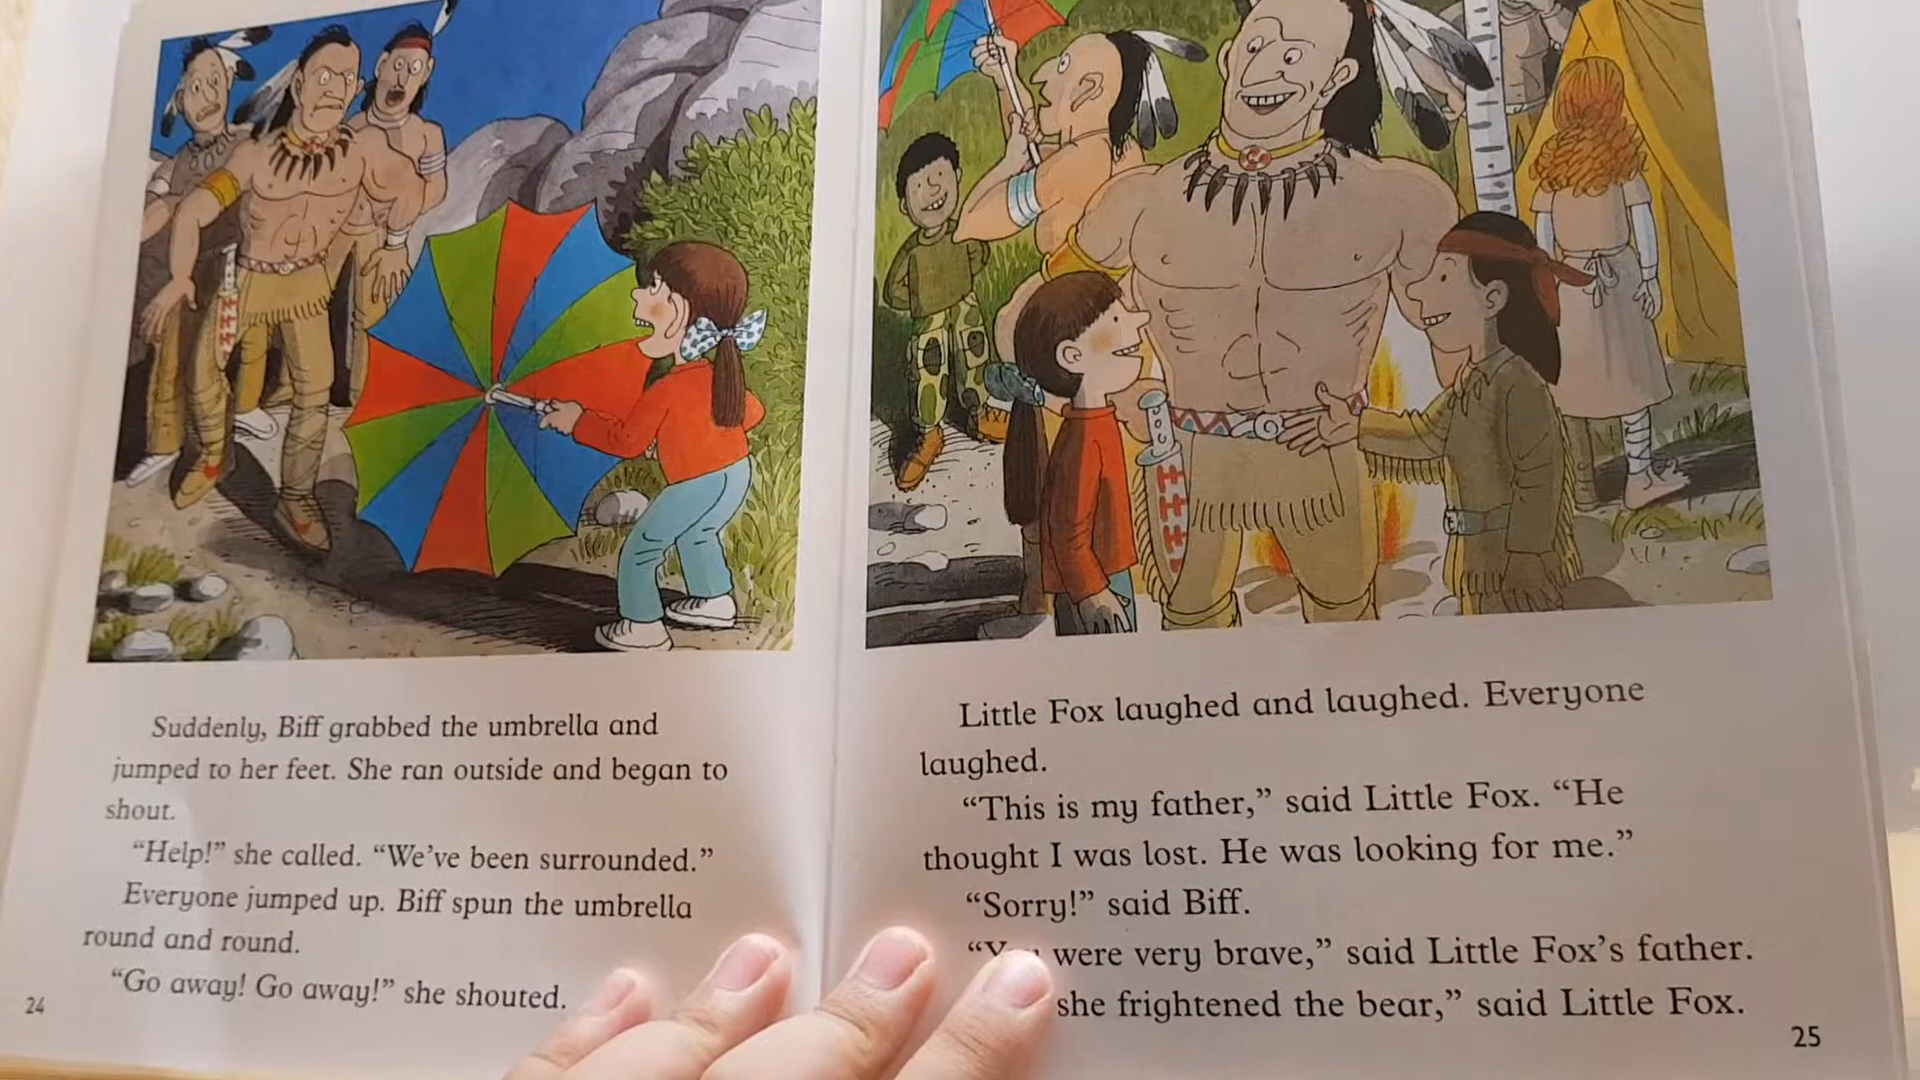 Suddenly, Biff grabbed the umbrella and
jumped to her feet. She ran outside and began to
shout.
“Help!” she called. “We’ve been surrounded.”
Everyone jumped up. Biff spun the umbrella
round and round.
“Go away! Go away!” she shouted.
24
Little Fox laughed and laughed. Everyone
laughed.
“This is my father,” said Little Fox. “He
thought I was lost. He was looking for me.”
“Sorry!” said Biff.
were very brave,” said Little Fox’s father.
she frightened the bear,” said Little Fox.
25